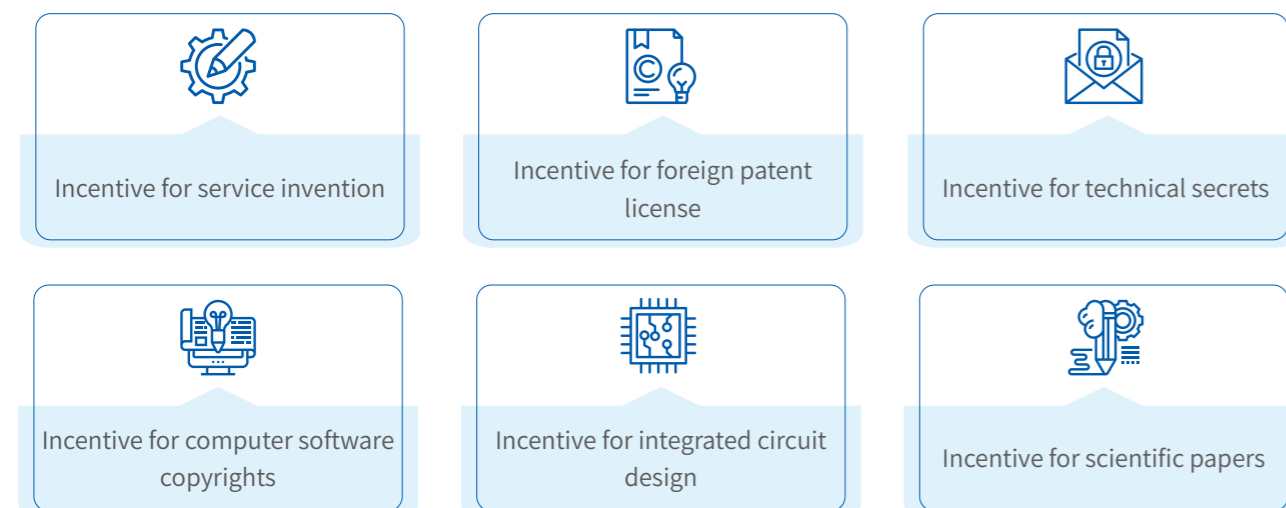 Incentive for service invention
Incentive for foreign patent
license
Incentive for technical secrets
Incentive for computer software
copyrights
Incentive for integrated circuit
design
Incentive for scientific papers